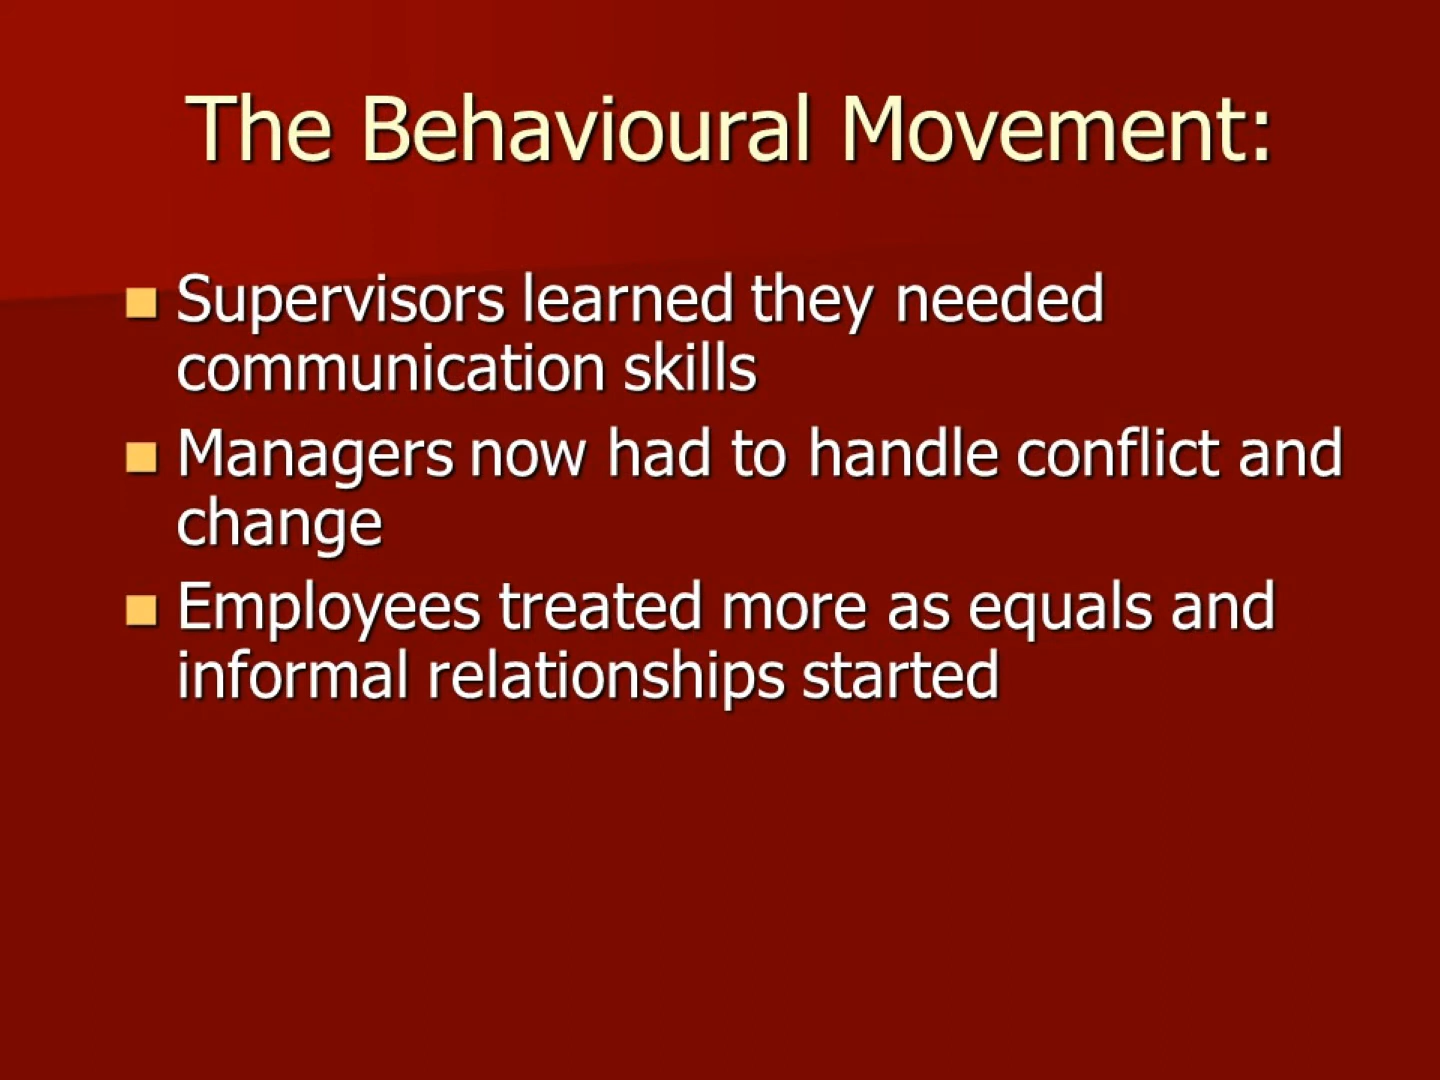 The Behavioural Movement:
Supervisors learned they needed
communication skills
Managers now had to handle conflict and
change
Employees treated more as equals and
informal relationships started